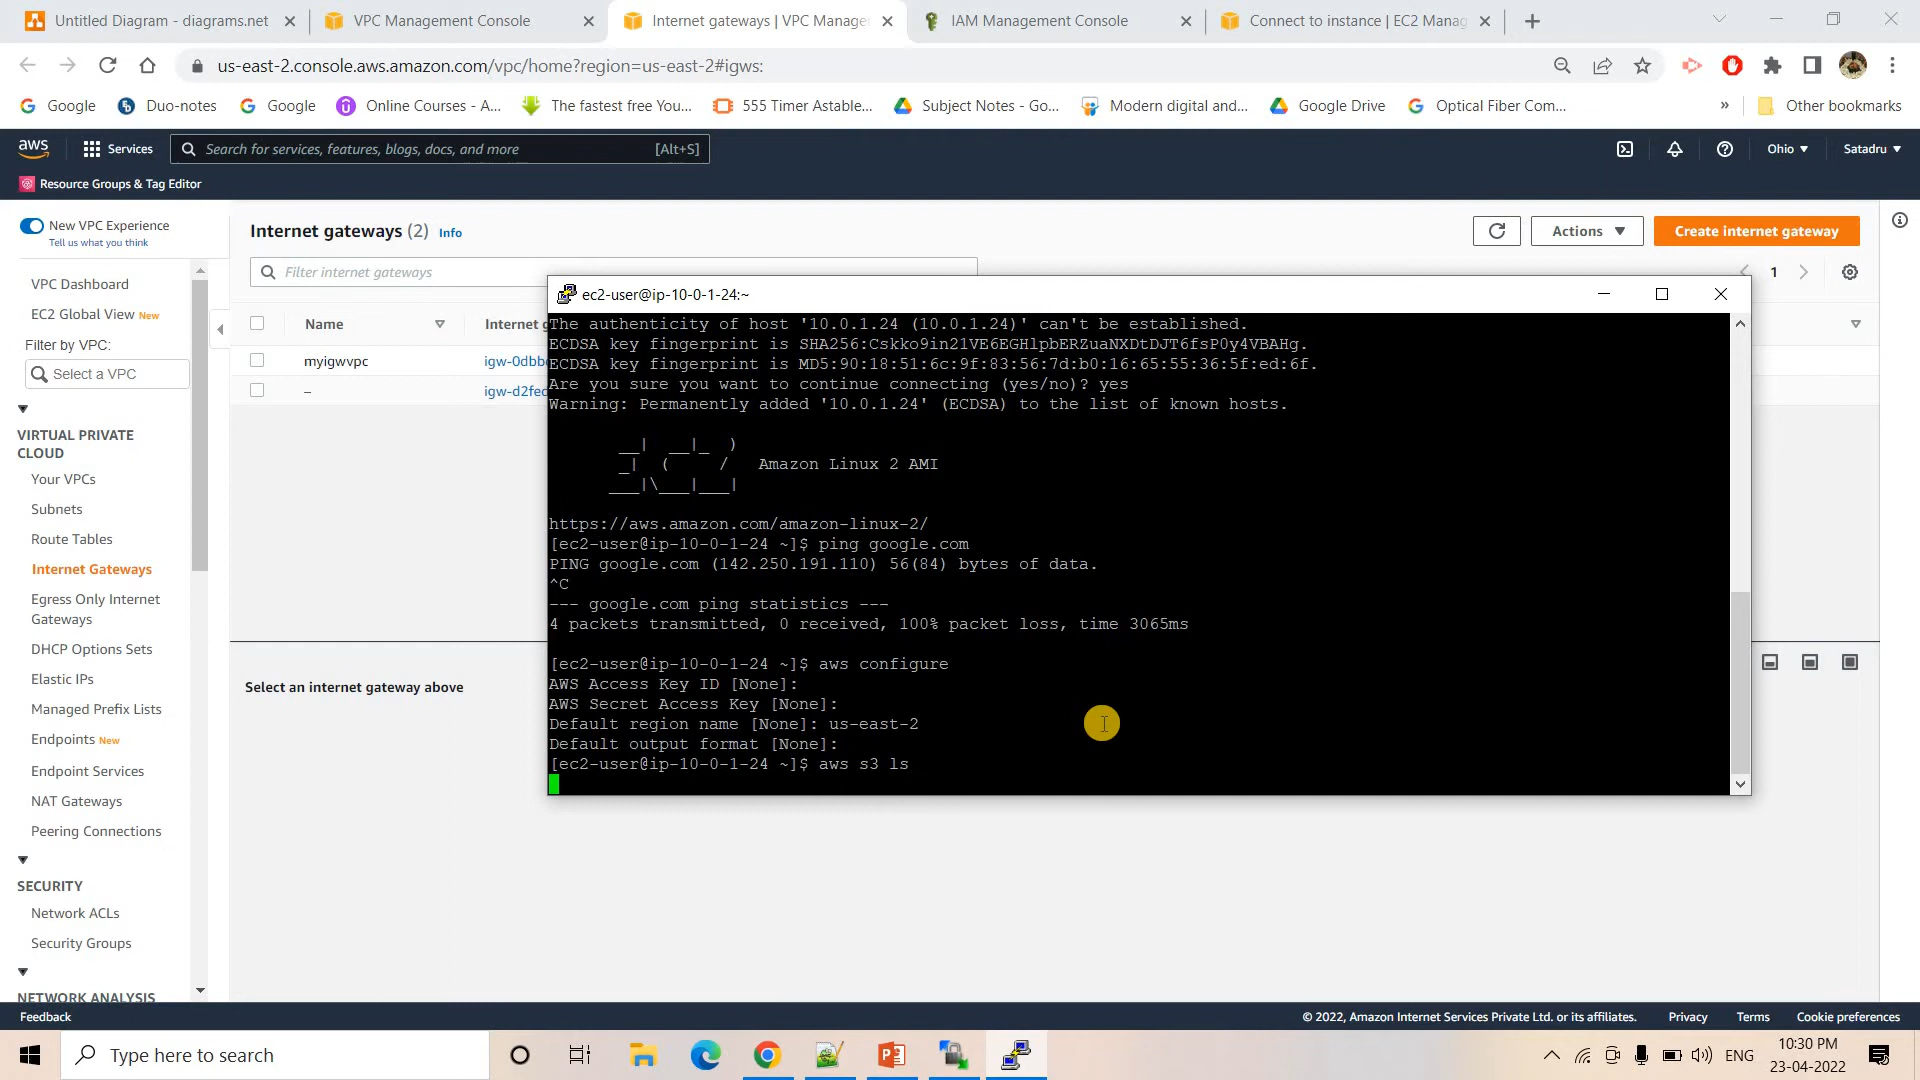 Untitled Diagram - diagrams.net
VPC Management Console
Internet gateways | VPC Manage
IAM Management Console
Connect to instance | EC2 Manag
us-east-2.console.aws.amazon.com/vpc/home?region=us-east-2#igws:
Google
Duo-notes
Google
Online Courses - A...
The fastest free You...
555 Timer Astable...
Subject Notes - Go...
Modern digital and...
Google Drive
Optical Fiber Com...
»
Other bookmarks
aws
Services
Search for services, features, blogs, docs, and more
[Alt+S]
Ohio
Satadru
Resource Groups & Tag Editor
New VPC Experience
Tell us what you think
VPC Dashboard
EC2 Global View New
Filter by VPC:
Select a VPC
VIRTUAL PRIVATE
CLOUD
Your VPCs
Subnets
Route Tables
Internet Gateways
Egress Only Internet
Gateways
DHCP Options Sets
Elastic IPs
Managed Prefix Lists
Endpoints New
Endpoint Services
NAT Gateways
Peering Connections
SECURITY
Network ACLs
Security Groups
NETWORK ANALYSIS
Internet gateways (2) Info
Actions
Create internet gateway
Filter internet gateways
1
Name
Internet g
myigwvpc
igw-0dbb
–
igw-d2fec
Select an internet gateway above
ec2-user@ip-10-0-1-24:~
The authenticity of host '10.0.1.24 (10.0.1.24)' can't be established.
ECDSA key fingerprint is SHA256:Cskko9in21VE6EGHlpbERZuaNXDtDJT6fsP0y4VBAHg.
ECDSA key fingerprint is MD5:90:18:51:6c:9f:83:56:7d:b0:16:65:55:36:5f:ed:6f.
Are you sure you want to continue connecting (yes/no)? yes
Warning: Permanently added '10.0.1.24' (ECDSA) to the list of known hosts.
       __|  __|_  )
       _|  (     /   Amazon Linux 2 AMI
      ___|\___|___|
https://aws.amazon.com/amazon-linux-2/
[ec2-user@ip-10-0-1-24 ~]$ ping google.com
PING google.com (142.250.191.110) 56(84) bytes of data.
^C
--- google.com ping statistics ---
4 packets transmitted, 0 received, 100% packet loss, time 3065ms
[ec2-user@ip-10-0-1-24 ~]$ aws configure
AWS Access Key ID [None]:
AWS Secret Access Key [None]:
Default region name [None]: us-east-2
Default output format [None]:
[ec2-user@ip-10-0-1-24 ~]$ aws s3 ls
Feedback
© 2022, Amazon Internet Services Private Ltd. or its affiliates.
Privacy
Terms
Cookie preferences
Type here to search
ENG
10:30 PM
23-04-2022